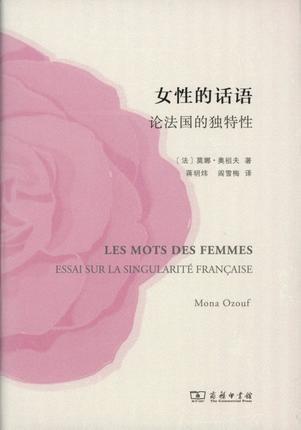 女性的话语
论法国的独特性
〔法〕莫娜·奥祖夫 著
蒋明炜 阎雪梅 译
LES MOTS DES FEMMES
ESSAI SUR LA SINGULARITÉ FRANÇAISE
Mona Ozouf
商务印书馆
The Commercial Press